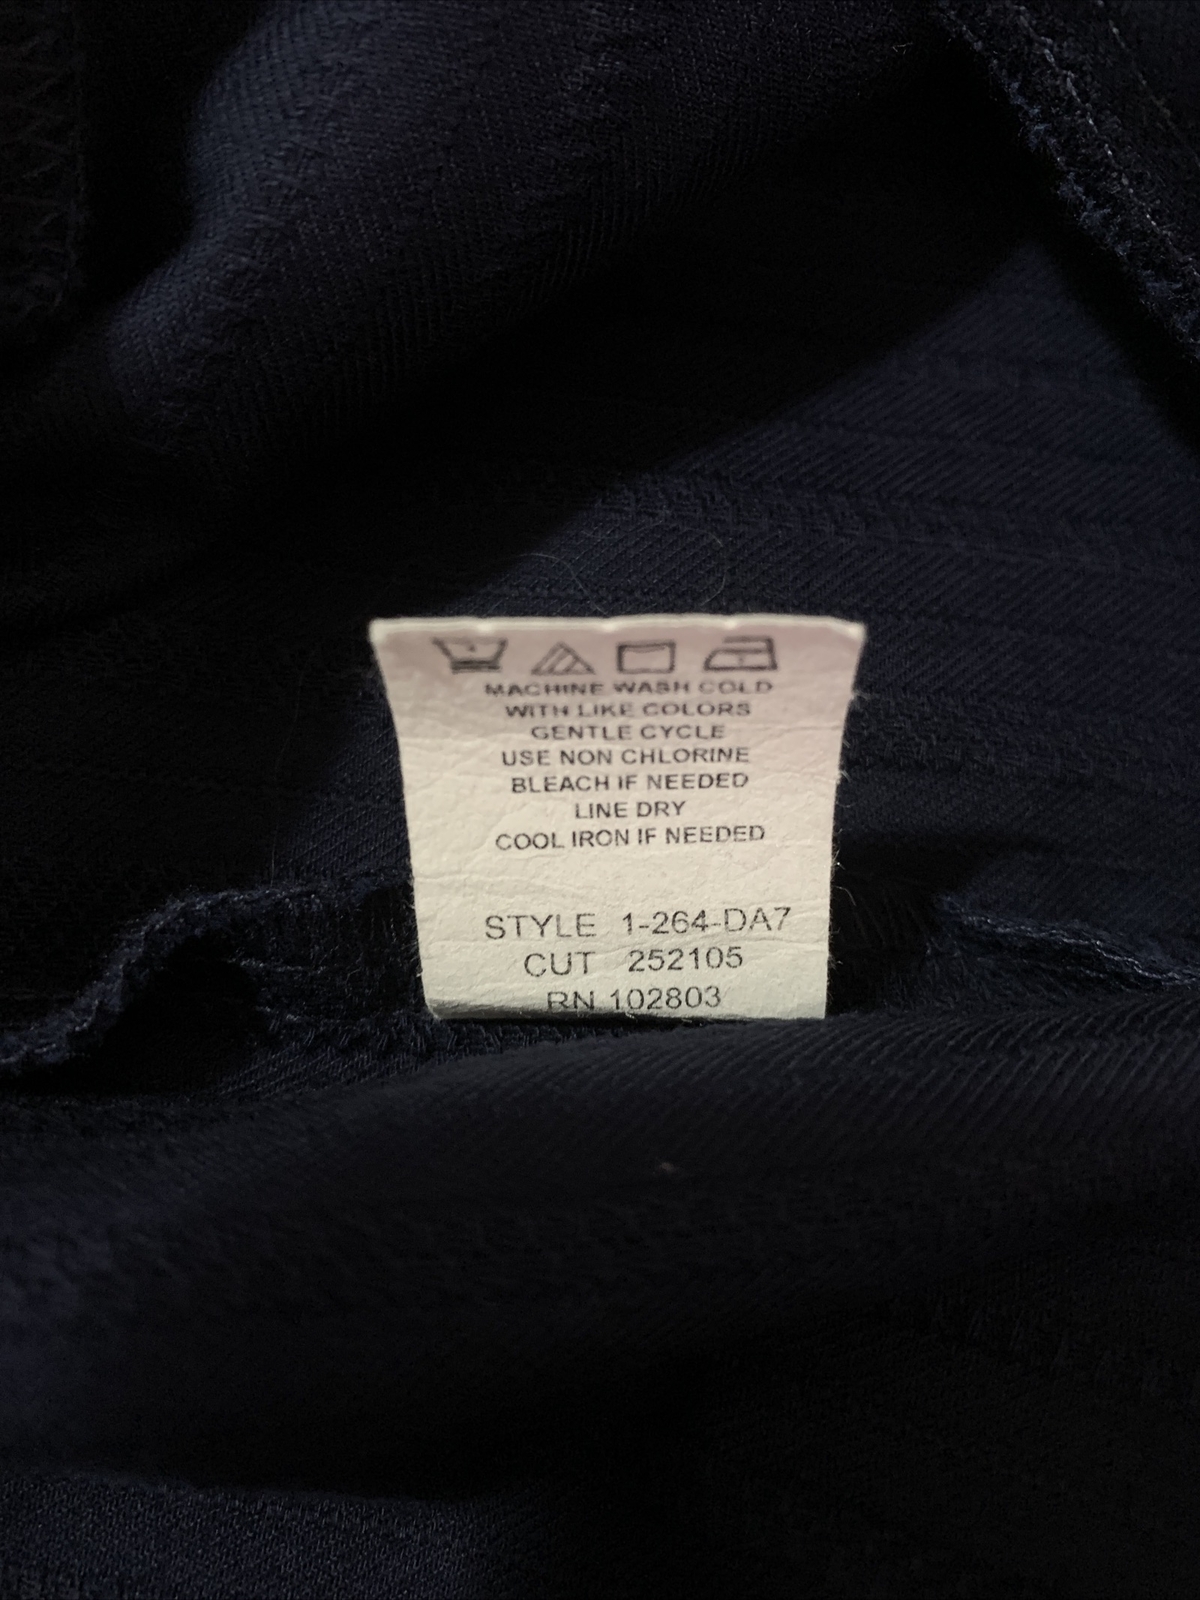 MACHINE WASH COLD
WITH LIKE COLORS
GENTLE CYCLE
USE NON CHLORINE
BLEACH IF NEEDED
LINE DRY
COOL IRON IF NEEDED
STYLE 1-264-DA7
CUT 252105
RN 102803